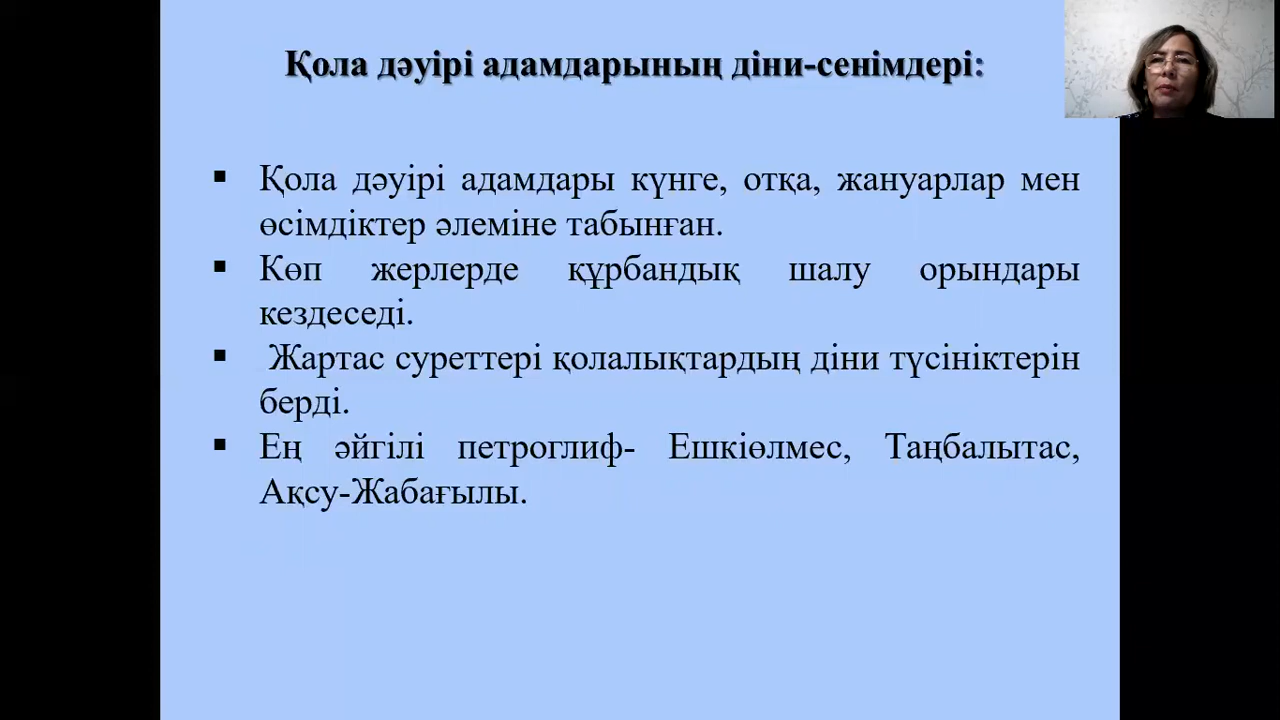 Қола дәуірі адамдарының діни-сенімдері:
▪ Қола дәуірі адамдары күнге, отқа, жануарлар мен
өсімдіктер әлеміне табынған.
▪ Көп жерлерде құрбандық шалу орындары
кездеседі.
▪ Жартас суреттері қолалықтардың діни түсініктерін
берді.
▪ Ең әйгілі петроглиф- Ешкіөлмес, Таңбалытас,
Ақсу-Жабағылы.